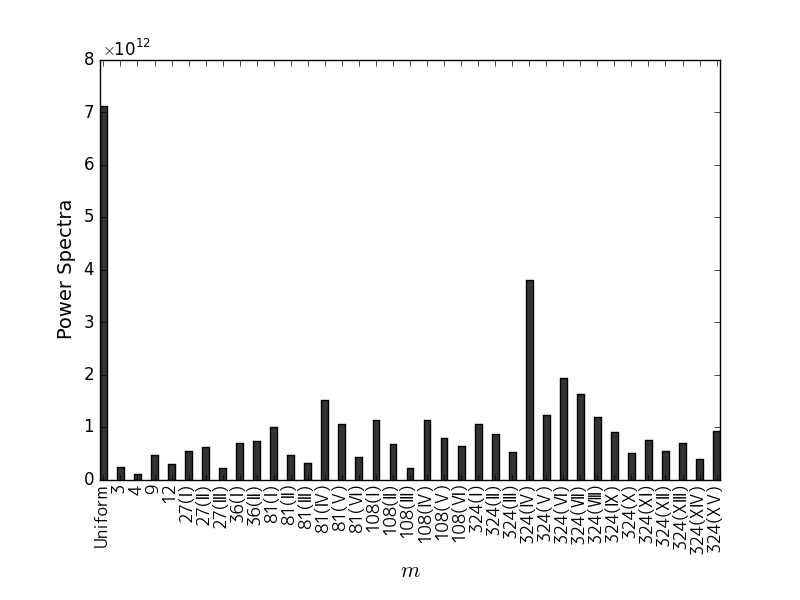 ×10¹²
8
7
6
5
4
3
2
1
0
Power Spectra
Uniform
3
4
9
12
27(I)
27(II)
27(III)
36(I)
36(II)
81(I)
81(II)
81(III)
81(IV)
81(V)
81(VI)
108(I)
108(II)
108(III)
108(IV)
108(V)
108(VI)
324(I)
324(II)
324(III)
324(IV)
324(V)
324(VI)
324(VII)
324(VIII)
324(IX)
324(X)
324(XI)
324(XII)
324(XIII)
324(XIV)
324(XV)
m